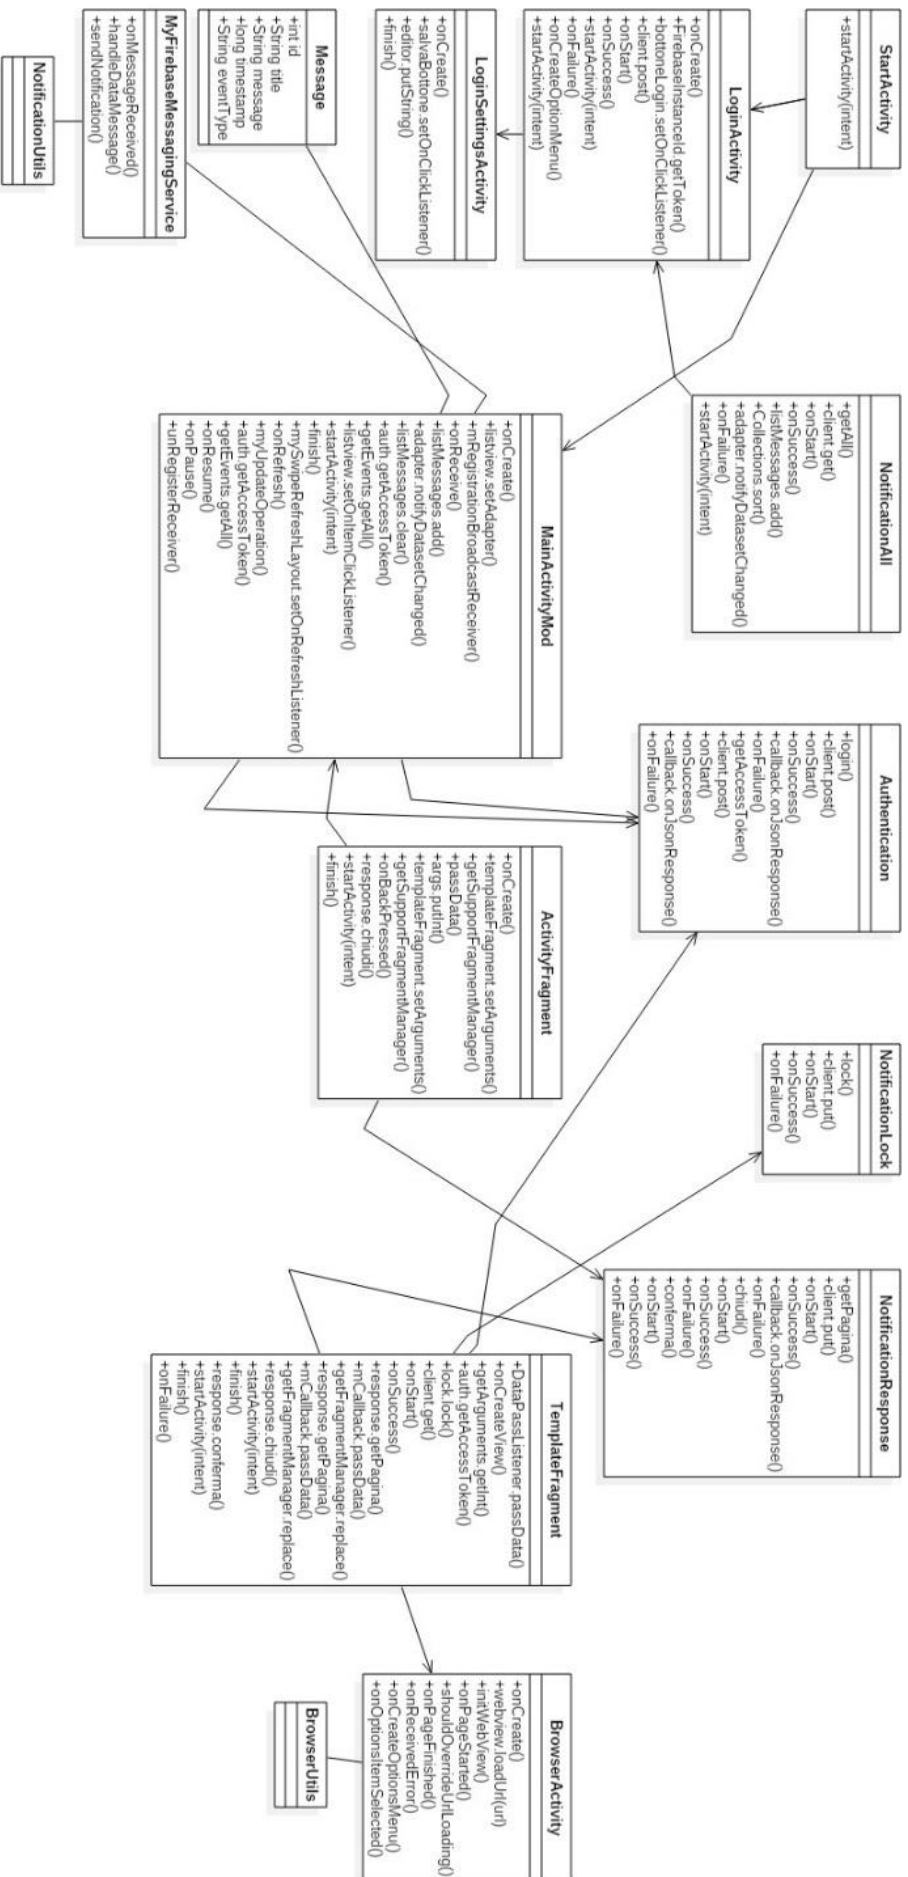 StartActivity
+startActivity(intent)
LoginActivity
+onCreate()
+FirebaseInstanceId.getToken()
+bottoneLogin.setOnClickListener()
+client.post()
+onStart()
+onSuccess()
+startActivity(intent)
+onFailure()
+onCreateOptionMenu()
+startActivity(intent)
LoginSettingsActivity
+onCreate()
+salvaBottone.setOnClickListener()
+editor.putString()
+finish()
Message
+int id
+String title
+String message
+long timestamp
+String eventType
MyFirebaseMessagingService
+onMessageReceived()
+handleDataMessage()
+sendNotification()
NotificationUtils
NotificationAll
+getAll()
+client.get()
+onStart()
+onSuccess()
+listMessages.add()
+Collections.sort()
+adapter.notifyDatasetChanged()
+onFailure()
+startActivity(intent)
MainActivityMod
+onCreate()
+listview.setAdapter()
+mRegistrationBroadcastReceiver()
+onReceive()
+listMessages.add()
+adapter.notifyDatasetChanged()
+listMessages.clear()
+auth.getAccessToken()
+getEvents.getAll()
+listview.setOnItemClickListener()
+startActivity(intent)
+finish()
+mySwipeRefreshLayout.setOnRefreshListener()
+onRefresh()
+myUpdateOperation()
+auth.getAccessToken()
+getEvents.getAll()
+onResume()
+onPause()
+unRegisterReceiver()
Authentication
+login()
+client.post()
+onStart()
+onSuccess()
+callback.onJsonResponse()
+onFailure()
+getAccessToken()
+client.post()
+onStart()
+onSuccess()
+callback.onJsonResponse()
+onFailure()
ActivityFragment
+onCreate()
+templateFragment.setArguments()
+getSupportFragmentManager()
+passData()
+args.putInt()
+templateFragment.setArguments()
+getSupportFragmentManager()
+onBackPressed()
+response.chiudi()
+startActivity(intent)
+finish()
NotificationLock
+lock()
+client.put()
+onStart()
+onSuccess()
+onFailure()
NotificationResponse
+getPagina()
+client.put()
+onStart()
+onSuccess()
+callback.onJsonResponse()
+onFailure()
+chiudi()
+onStart()
+onSuccess()
+onFailure()
+conferma()
+onStart()
+onSuccess()
+onFailure()
TemplateFragment
+DataPassListener.passData()
+onCreateView()
+getArguments.getInt()
+auth.getAccessToken()
+lock.lock()
+client.get()
+onStart()
+onSuccess()
+response.getPagina()
+mCallback.passData()
+getFragmentManager.replace()
+response.getPagina()
+mCallback.passData()
+getFragmentManager.replace()
+response.chiudi()
+startActivity(intent)
+finish()
+response.conferma()
+startActivity(intent)
+finish()
+onFailure()
BrowserActivity
+onCreate()
+webview.loadUrl(url)
+initWebView()
+onPageStarted()
+shouldOverrideUrlLoading()
+onPageFinished()
+onReceivedError()
+onCreateOptionsMenu()
+onOptionsItemSelected()
BrowserUtils